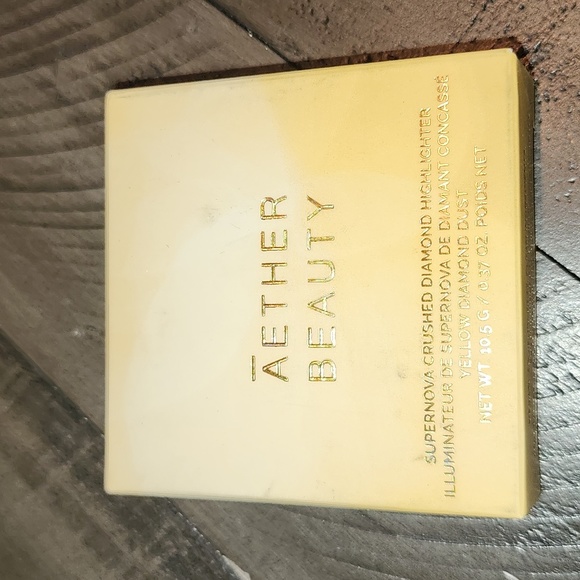 ĀETHER
BEAUTY
SUPERNOVA CRUSHED DIAMOND HIGHLIGHTER
ILLUMINATEUR DE SUPERNOVA DE DIAMANT CONCASSÉ
YELLOW DIAMOND DUST
NET WT 10.5 G / 0.37 OZ. POIDS NET